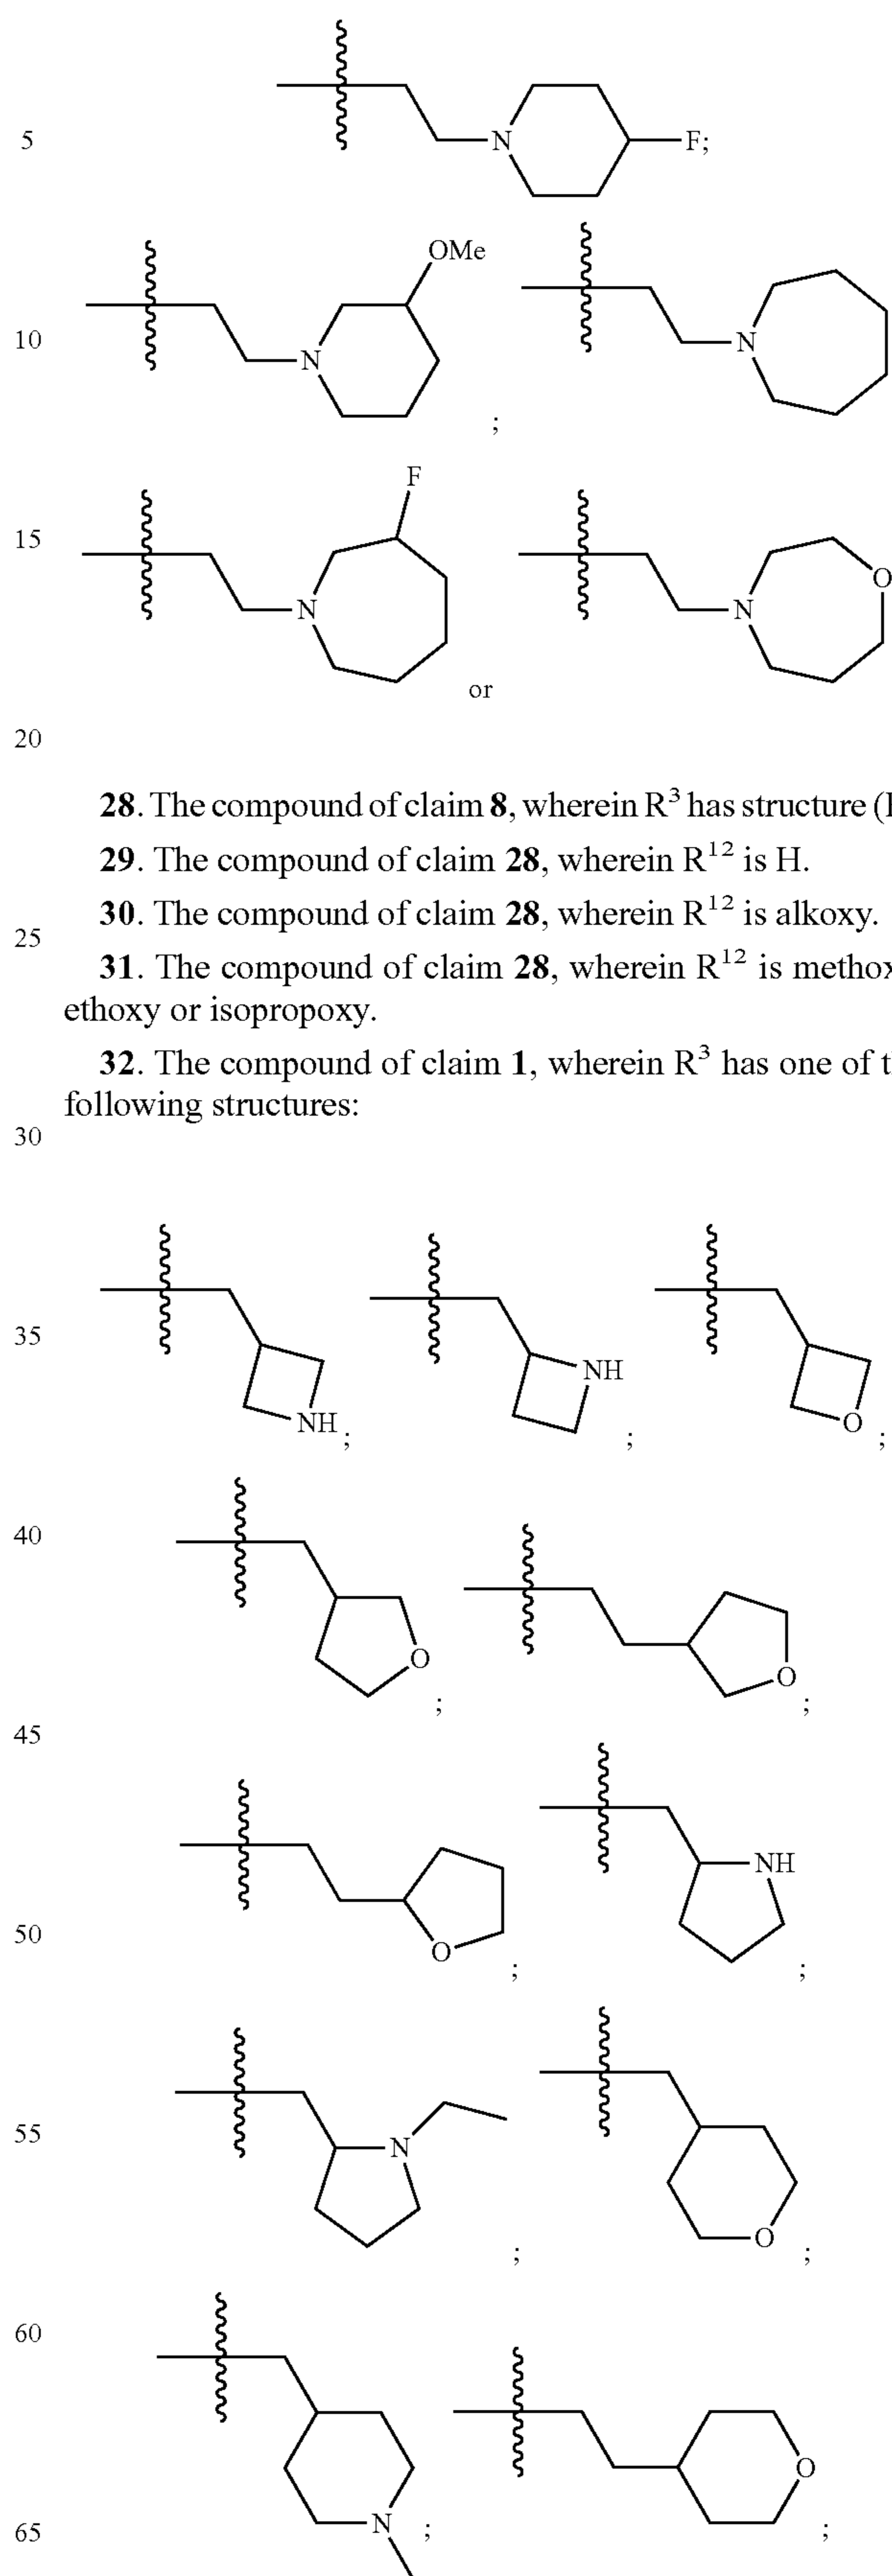 5
N
F;
OMe
10
N
N
;
F
15
O
N
N
or
20
28. The compound of claim 8, wherein R³ has structure (
29. The compound of claim 28, wherein R¹² is H.
30. The compound of claim 28, wherein R¹² is alkoxy.
25
31. The compound of claim 28, wherein R¹² is methox
ethoxy or isopropoxy.
32. The compound of claim 1, wherein R³ has one of t
following structures:
30
35
NH
NH;
;
O
;
40
O
O
;
;
45
NH
50
O
;
;
55
N
O
;
;
60
O
N
;
;
65